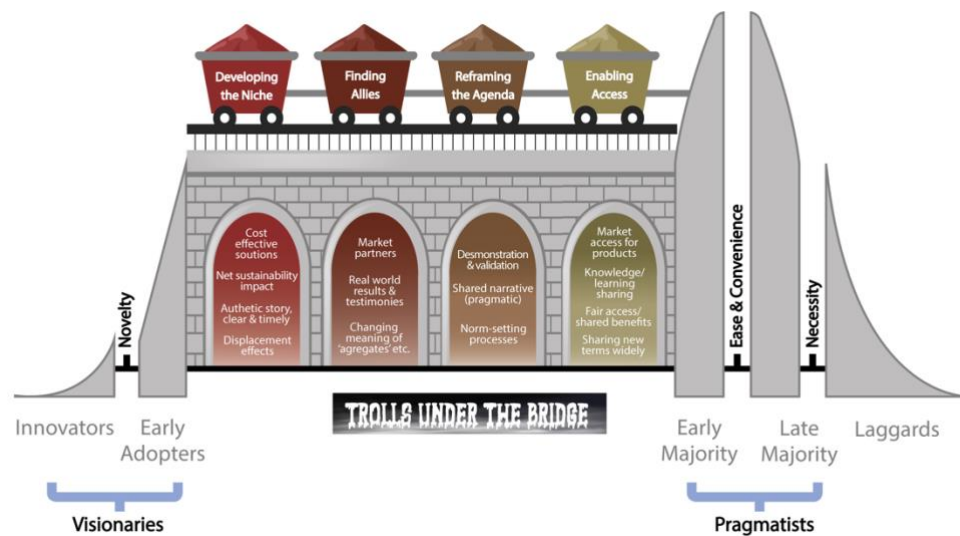 Developing
the Niche
Finding
Allies
Reframing
the Agenda
Enabling
Access
Cost
effective
soutions
Net sustainability
impact
Authetic story,
clear & timely
Displacement
effects
Market
partners
Real world
results &
testimonies
Changing
meaning of
'agregates' etc.
Desmonstration
& validation
Shared narrative
(pragmatic)
Norm-setting
processes
Market
access for
products
Knowledge/
learning
sharing
Fair access/
shared benefits
Sharing new
terms widely
Novelty
Ease & Convenience
Necessity
TROLLS UNDER THE BRIDGE
Innovators
Early
Adopters
Early
Majority
Late
Majority
Laggards
Visionaries
Pragmatists